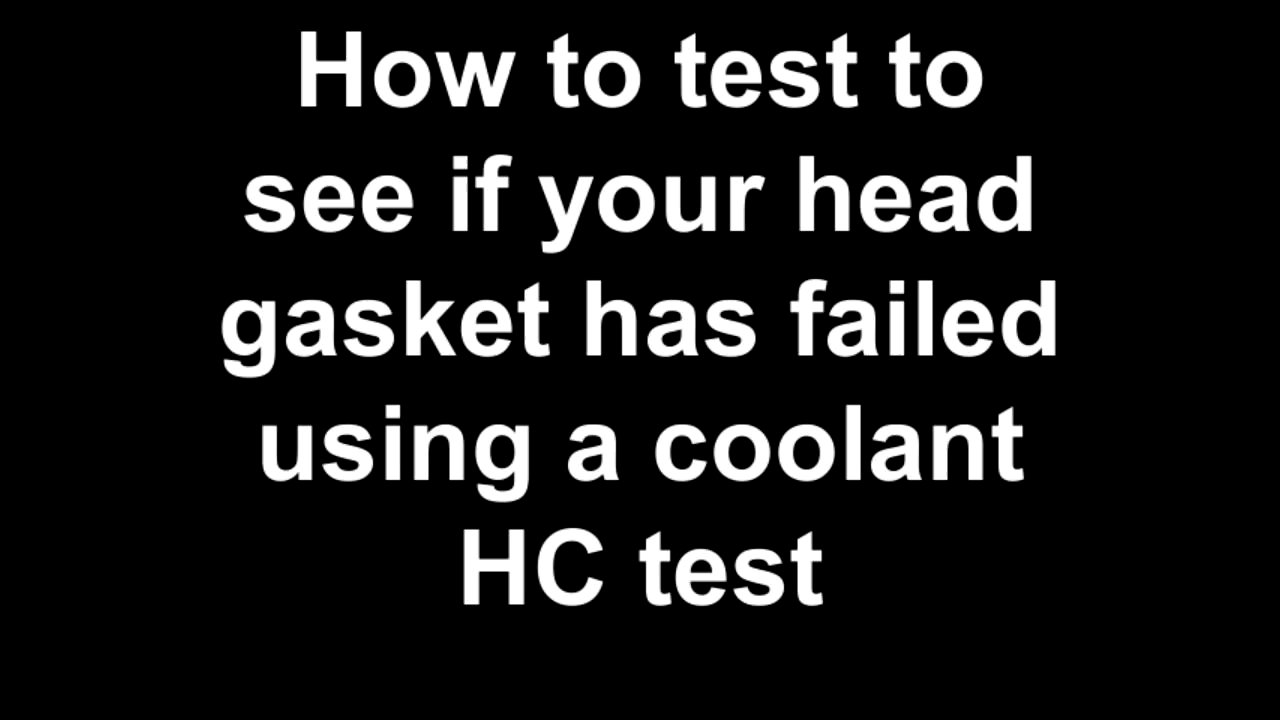 How to test to
see if your head
gasket has failed
using a coolant
HC test